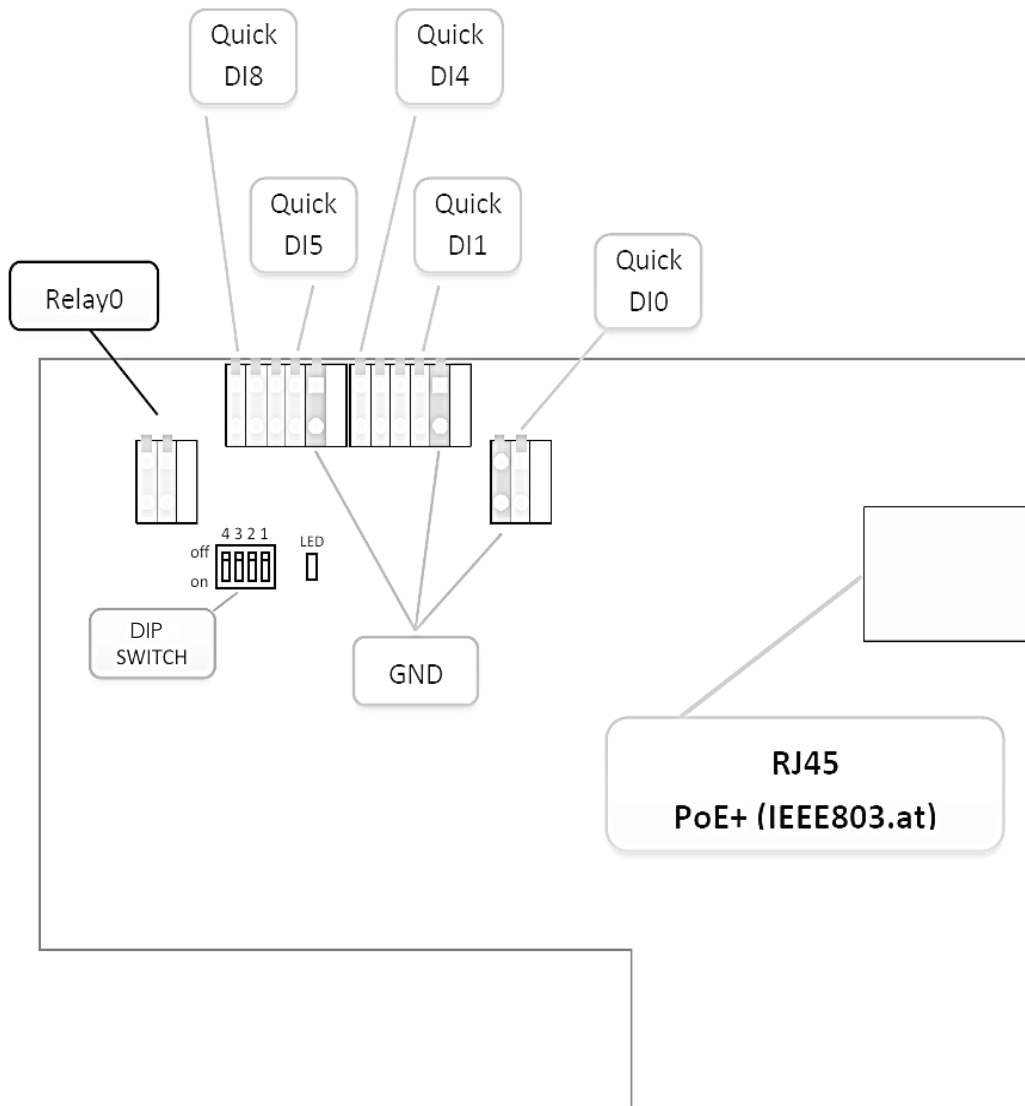 Quick
DI8
Quick
DI4
Quick
DI5
Quick
DI1
Quick
DI0
Relay0
4 3 2 1
off
on
LED
DIP
SWITCH
GND
RJ45
PoE+ (IEEE803.at)